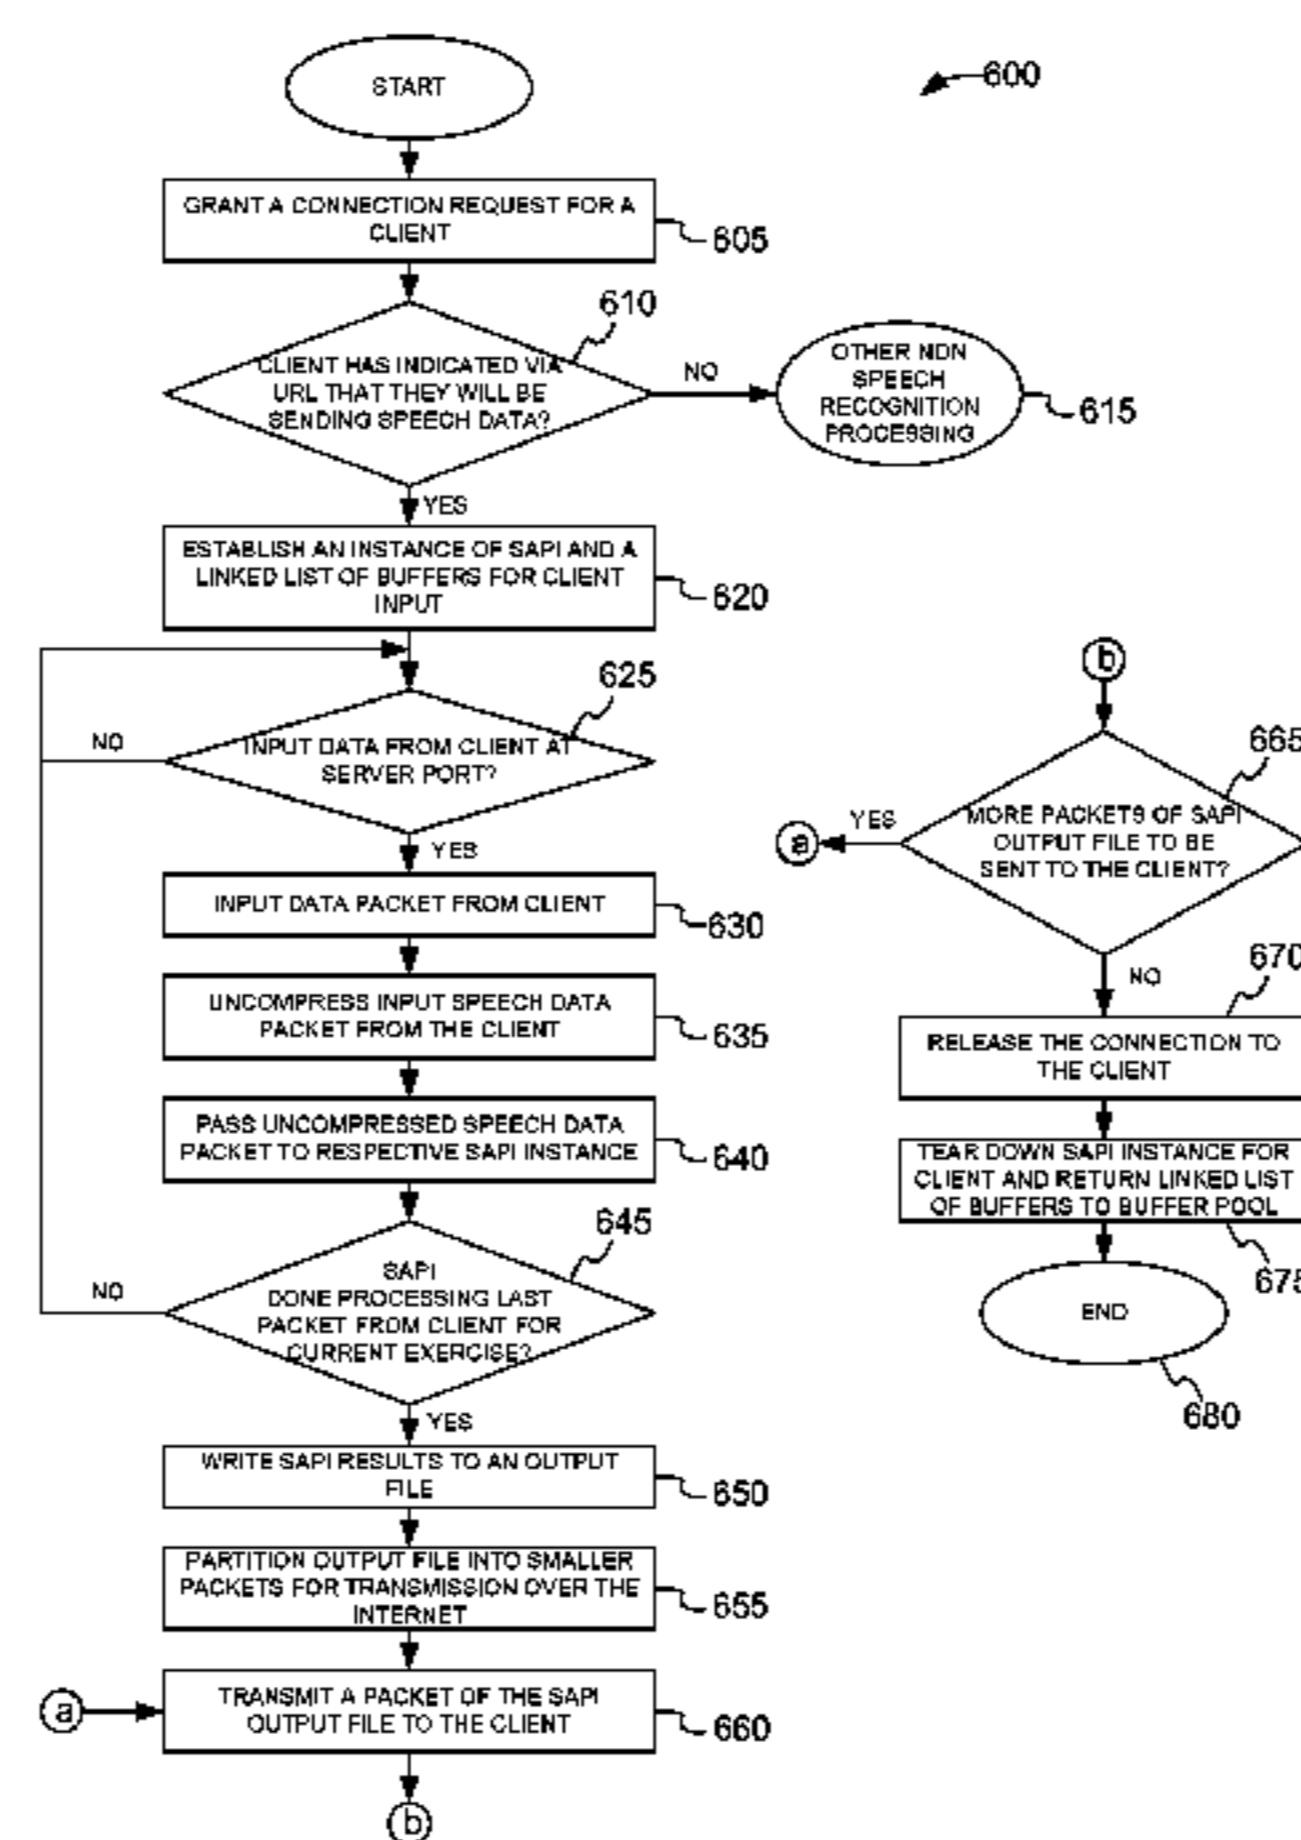 START
600
GRANT A CONNECTION REQUEST FOR A
CLIENT
605
610
CLIENT HAS INDICATED VIA
URL THAT THEY WILL BE
SENDING SPEECH DATA?
NO
OTHER NON
SPEECH
RECOGNITION
PROCESSING
615
YES
ESTABLISH AN INSTANCE OF SAPI AND A
LINKED LIST OF BUFFERS FOR CLIENT
INPUT
620
625
INPUT DATA FROM CLIENT AT
SERVER PORT?
NO
YES
INPUT DATA PACKET FROM CLIENT
630
UNCOMPRESS INPUT SPEECH DATA
PACKET FROM THE CLIENT
635
PASS UNCOMPRESSED SPEECH DATA
PACKET TO RESPECTIVE SAPI INSTANCE
640
645
SAPI
DONE PROCESSING LAST
PACKET FROM CLIENT FOR
CURRENT EXERCISE?
NO
YES
WRITE SAPI RESULTS TO AN OUTPUT
FILE
650
PARTITION OUTPUT FILE INTO SMALLER
PACKETS FOR TRANSMISSION OVER THE
INTERNET
655
a
TRANSMIT A PACKET OF THE SAPI
OUTPUT FILE TO THE CLIENT
660
b
b
665
MORE PACKETS OF SAPI
OUTPUT FILE TO BE
SENT TO THE CLIENT?
YES
a
NO
670
RELEASE THE CONNECTION TO
THE CLIENT
TEAR DOWN SAPI INSTANCE FOR
CLIENT AND RETURN LINKED LIST
OF BUFFERS TO BUFFER POOL
675
END
680